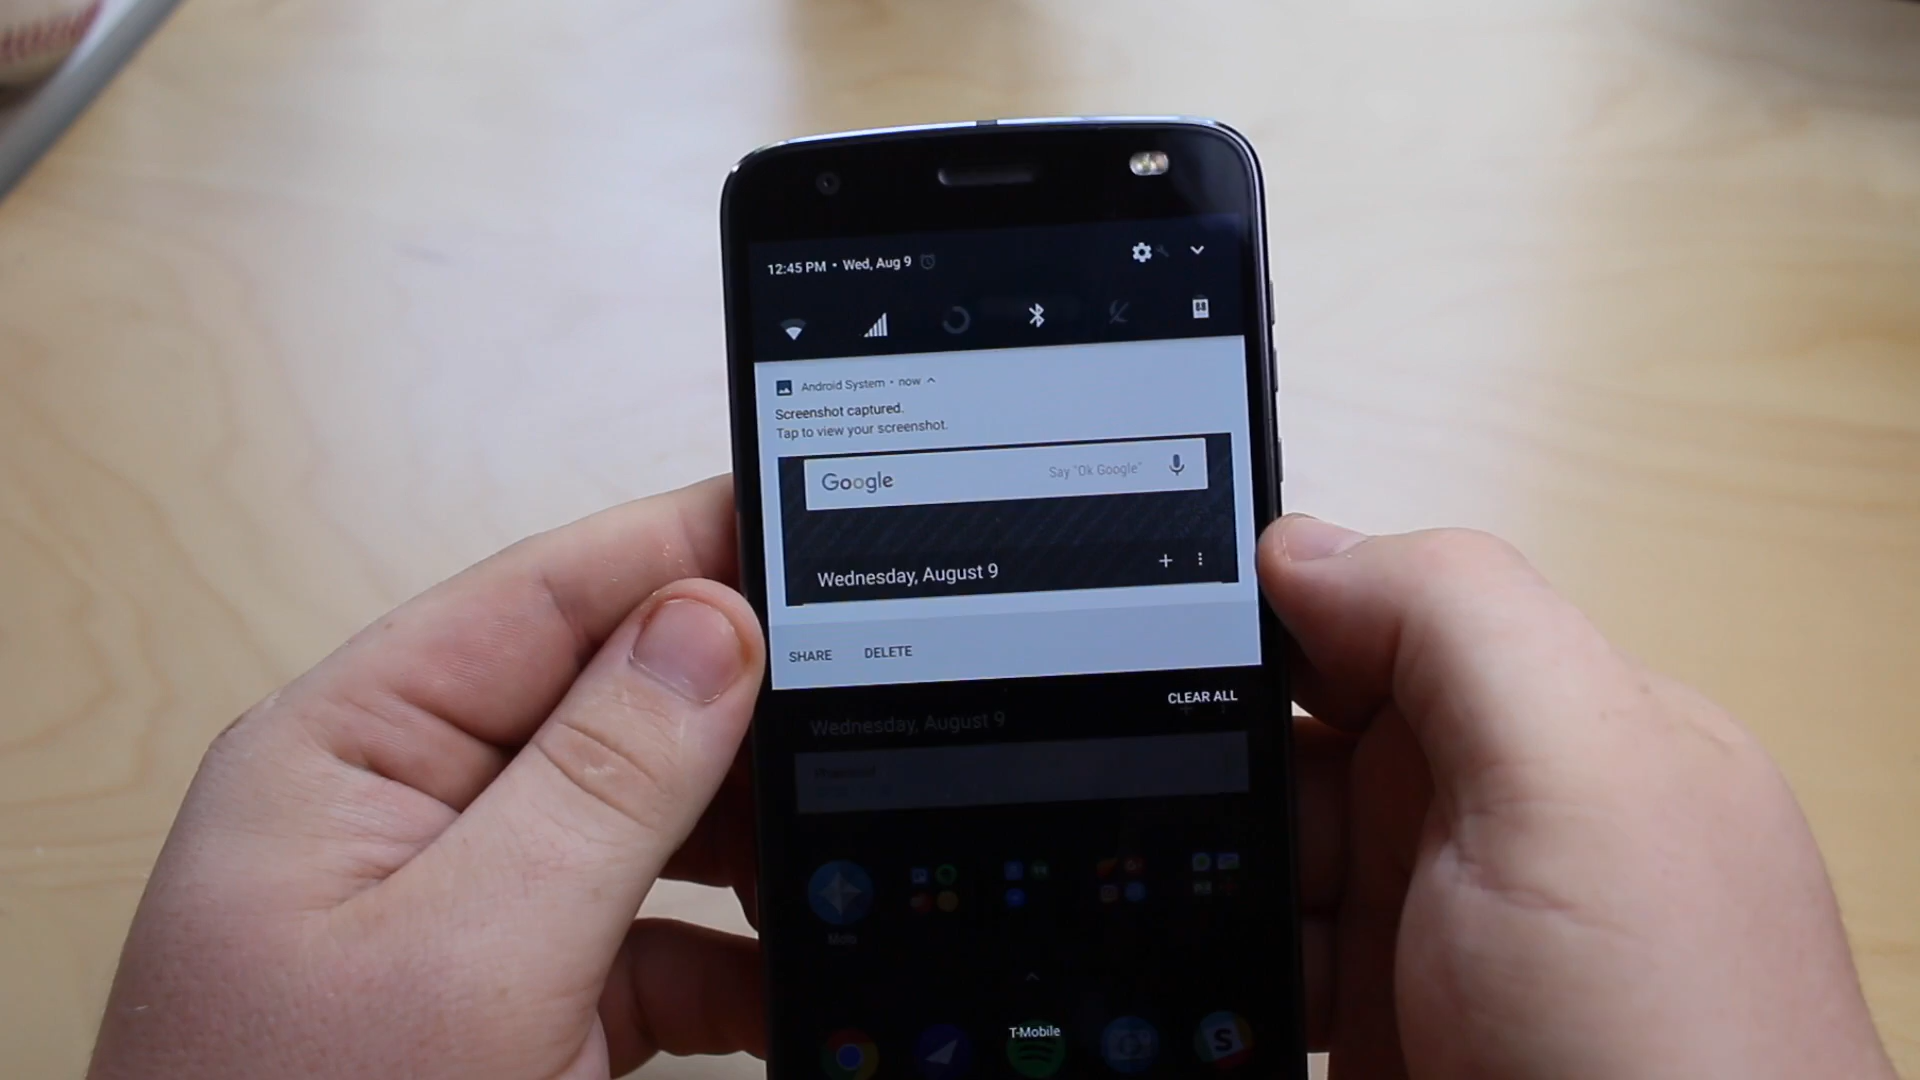 12:45 PM • Wed, Aug 9
88
Android System • now
Screenshot captured.
Tap to view your screenshot.
Google Say "Ok Google"
Wednesday, August 9
SHARE DELETE
CLEAR ALL
Wednesday, August 9
Moto
T-Mobile
S